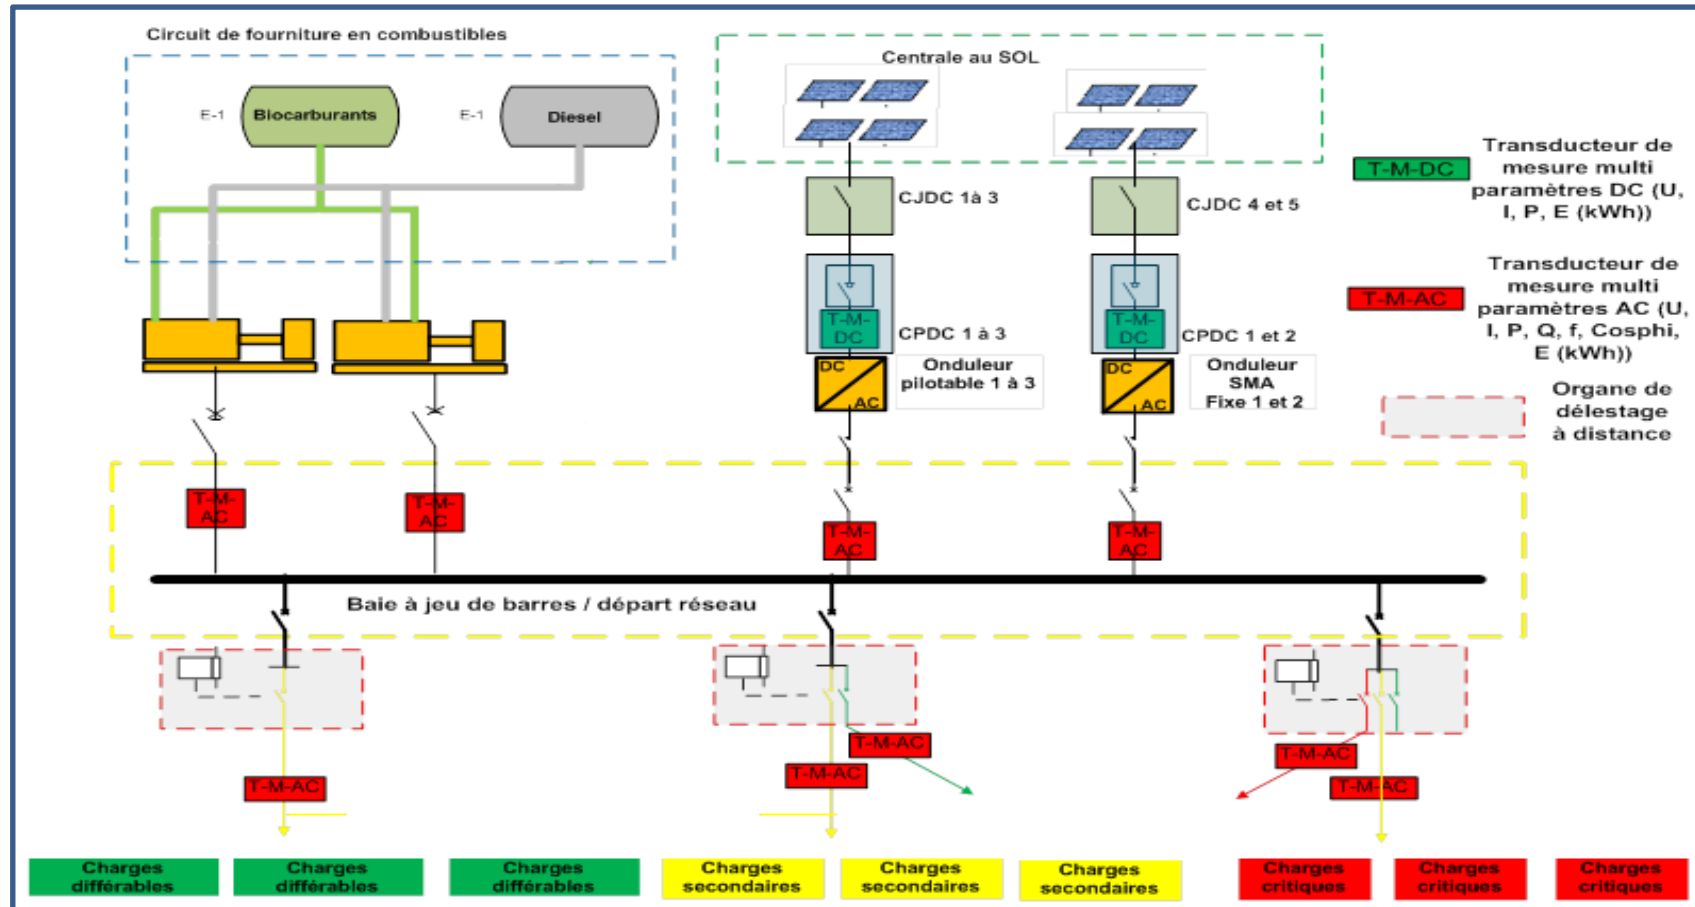 Circuit de fourniture en combustibles
E-1
Biocarburants
E-1
Diesel
Centrale au SOL
CJDC 1à 3
CJDC 4 et 5
T-M-
DC
CPDC 1 à 3
T-M-
DC
CPDC 1 et 2
DC
AC
Onduleur
pilotable 1 à 3
DC
AC
Onduleur
SMA
Fixe 1 et 2
T-M-DC
Transducteur de
mesure multi
paramètres DC (U,
I, P, E (kWh))
T-M-AC
Transducteur de
mesure multi
paramètres AC (U,
I, P, Q, f, Cosphi,
E (kWh))
Organe de
délestage
à distance
T-M-
AC
T-M-
AC
T-M-
AC
T-M-
AC
Baie à jeu de barres / départ réseau
T-M-AC
T-M-AC
T-M-AC
T-M-AC
T-M-AC
Charges
différables
Charges
différables
Charges
différables
Charges
secondaires
Charges
secondaires
Charges
secondaires
Charges
critiques
Charges
critiques
Charges
critiques